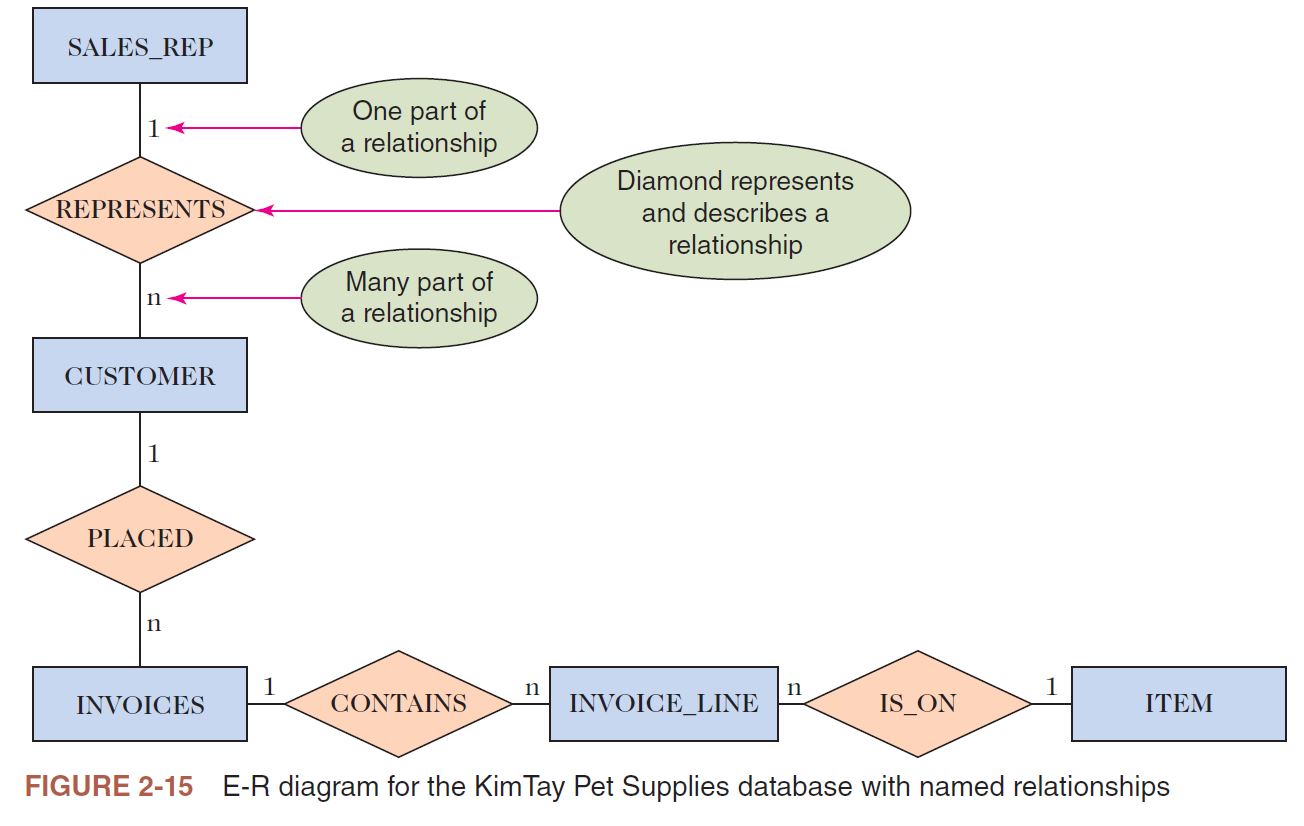 SALES_REP
1
One part of
a relationship
REPRESENTS
Diamond represents
and describes a
relationship
n
Many part of
a relationship
CUSTOMER
1
PLACED
n
INVOICES
1
CONTAINS
n
INVOICE_LINE
n
IS_ON
1
ITEM
FIGURE 2-15 E-R diagram for the KimTay Pet Supplies database with named relationships